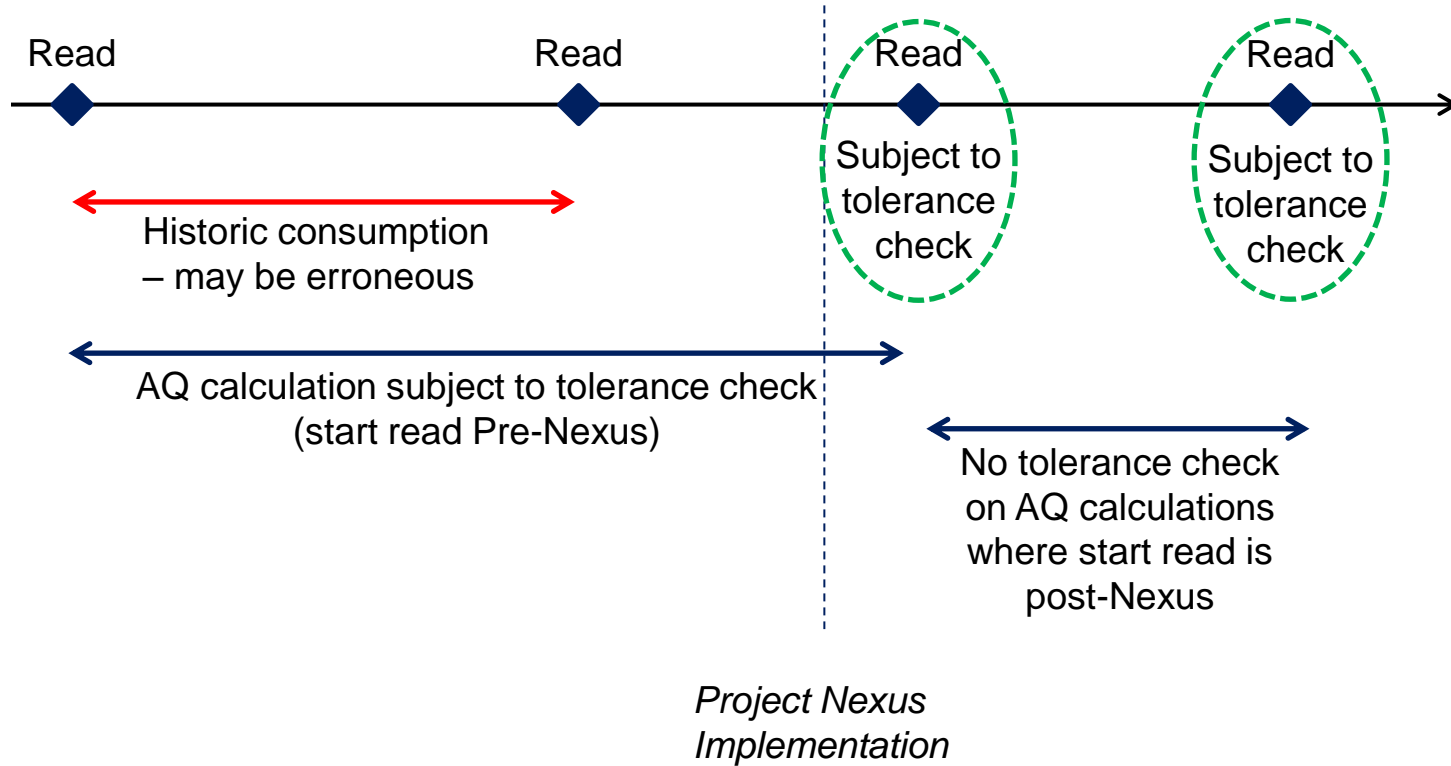 Read
Read
Read
Read
Subject to
tolerance
check
Subject to
tolerance
check
Historic consumption
– may be erroneous
AQ calculation subject to tolerance check
(start read Pre-Nexus)
No tolerance check
on AQ calculations
where start read is
post-Nexus
Project Nexus
Implementation